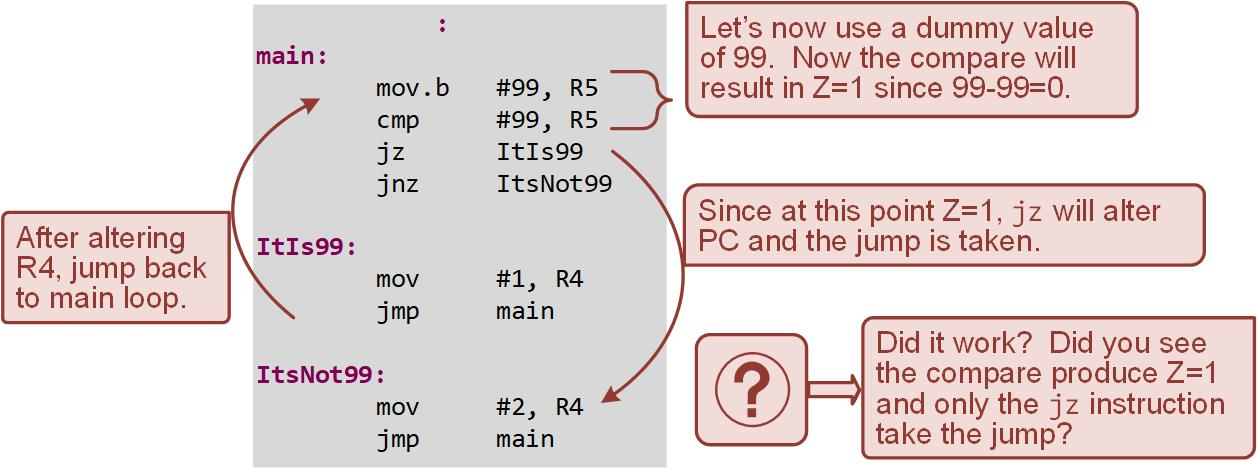 :
main:
mov.b #99, R5
cmp #99, R5
jz ItIs99
jnz ItsNot99
ItIs99:
mov #1, R4
jmp main
ItsNot99:
mov #2, R4
jmp main
After altering
R4, jump back
to main loop.
Let's now use a dummy value
of 99. Now the compare will
result in Z=1 since 99-99=0.
Since at this point Z=1, jz will alter
PC and the jump is taken.
?
Did it work? Did you see
the compare produce Z=1
and only the jz instruction
take the jump?